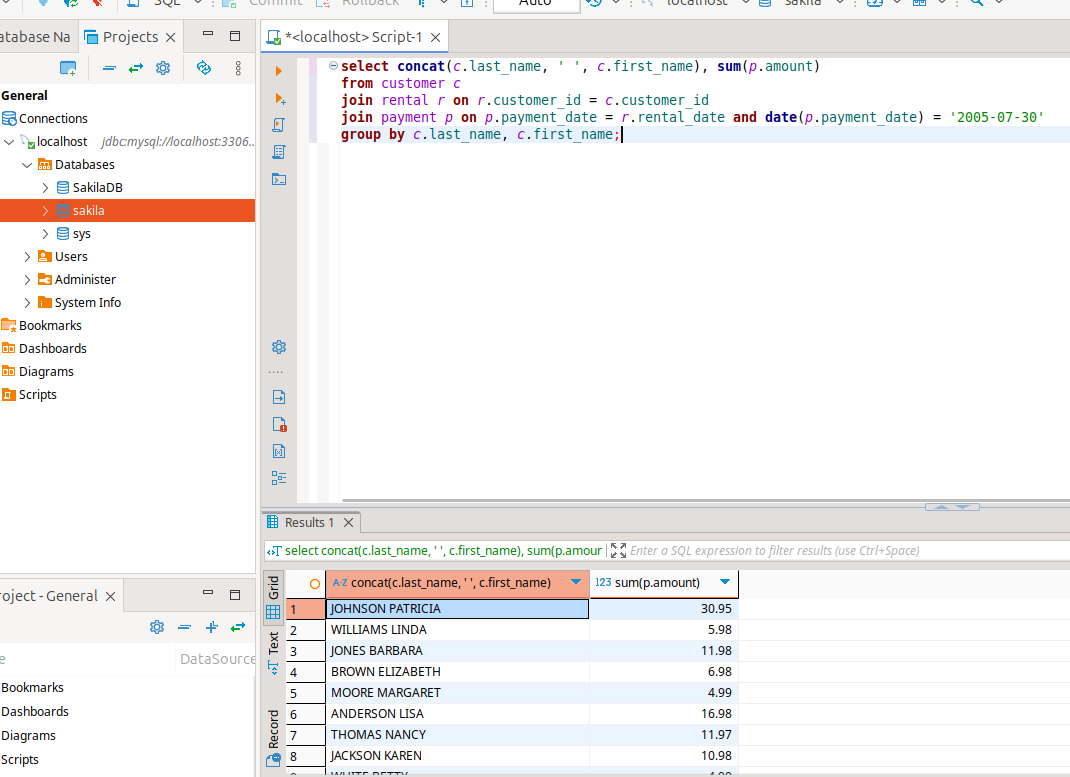 SQL Commit Rollback Auto localhost sakila
Database Na Projects
*<localhost> Script-1
General
Connections
localhost jdbc:mysql://localhost:3306..
Databases
SakilaDB
sakila
sys
Users
Administer
System Info
Bookmarks
Dashboards
Diagrams
Scripts
select concat(c.last_name, ' ', c.first_name), sum(p.amount)
from customer c
join rental r on r.customer_id = c.customer_id
join payment p on p.payment_date = r.rental_date and date(p.payment_date) = '2005-07-30'
group by c.last_name, c.first_name;
roject - General
DataSource
Bookmarks
Dashboards
Diagrams
Scripts
Results 1
select concat(c.last_name, ' ', c.first_name), sum(p.amour
Enter a SQL expression to filter results (use Ctrl+Space)
Grid
Text
Record
A-Z concat(c.last_name, ' ', c.first_name) 123 sum(p.amount)
1 JOHNSON PATRICIA 30.95
2 WILLIAMS LINDA 5.98
3 JONES BARBARA 11.98
4 BROWN ELIZABETH 6.98
5 MOORE MARGARET 4.99
6 ANDERSON LISA 16.98
7 THOMAS NANCY 11.97
8 JACKSON KAREN 10.98
WHITE BETTY 4.99